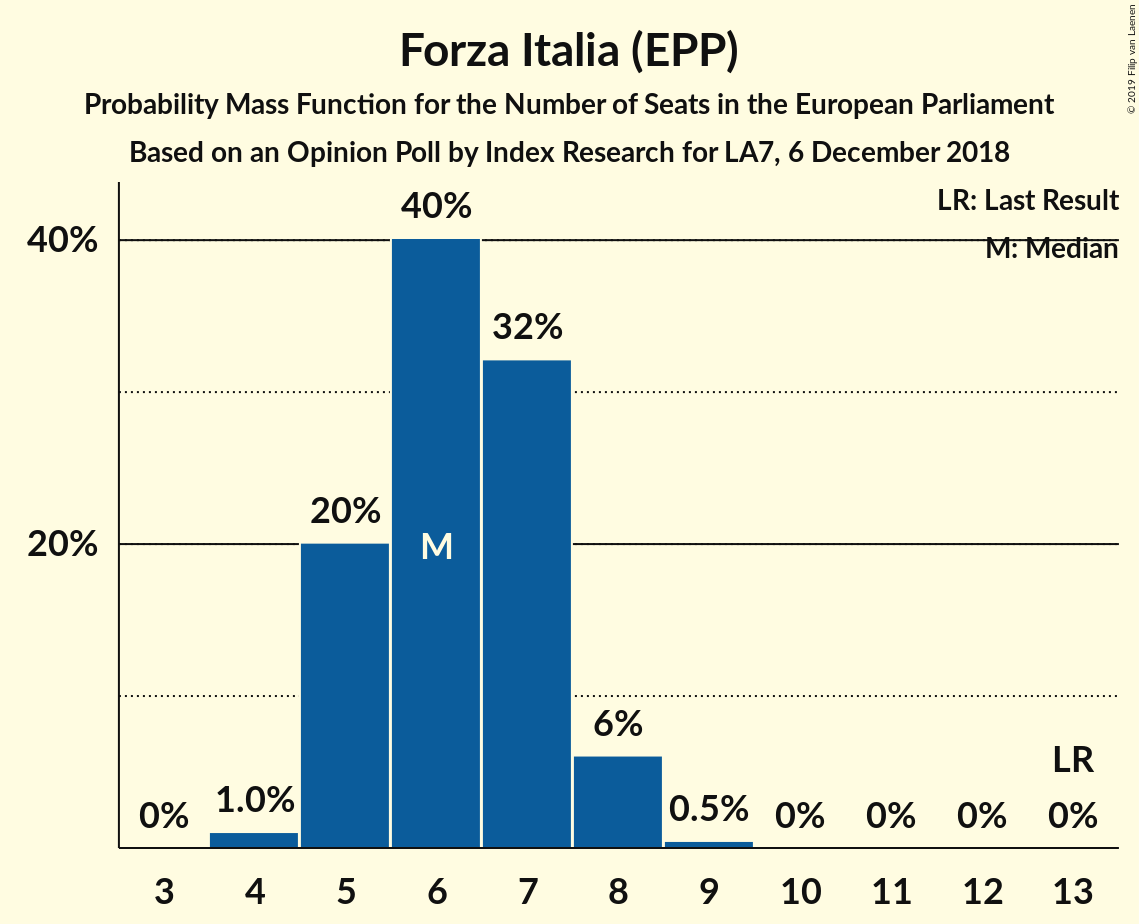 Forza Italia (EPP)
Probability Mass Function for the Number of Seats in the European Parliament
Based on an Opinion Poll by Index Research for LA7, 6 December 2018
© 2019 Filip van Laenen
LR: Last Result
M: Median
40%
20%
0%
1.0%
20%
40%
32%
6%
0.5%
0%
0%
0%
0%
M
LR
3 4 5 6 7 8 9 10 11 12 13